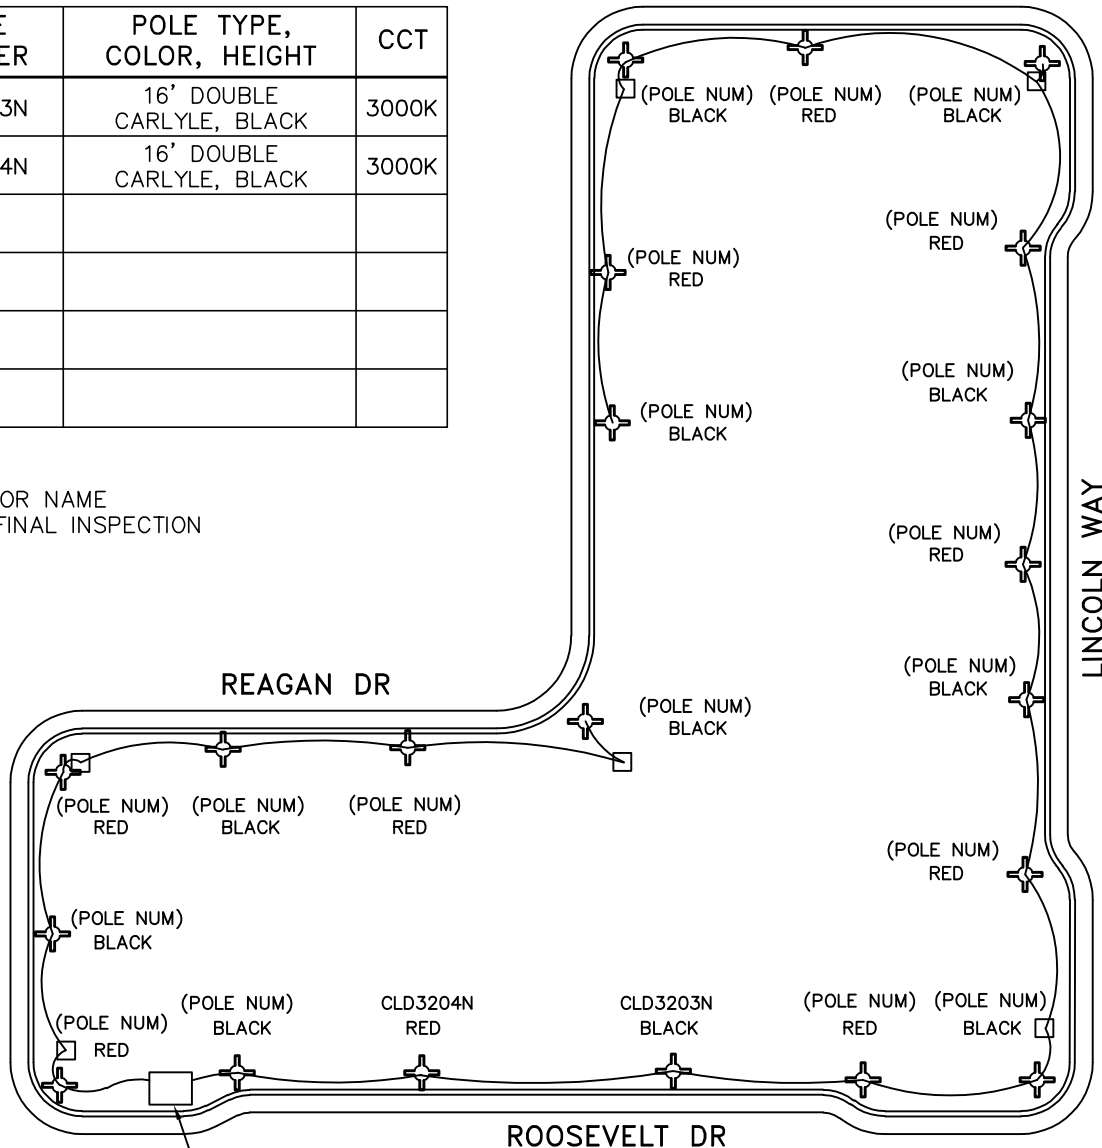 E
ER
POLE TYPE,
COLOR, HEIGHT
CCT
3N
16' DOUBLE
CARLYLE, BLACK
3000K
4N
16' DOUBLE
CARLYLE, BLACK
3000K
OR NAME
FINAL INSPECTION
(POLE NUM)
BLACK
(POLE NUM)
RED
(POLE NUM)
BLACK
(POLE NUM)
RED
(POLE NUM)
RED
(POLE NUM)
BLACK
(POLE NUM)
BLACK
(POLE NUM)
RED
LINCOLN WAY
(POLE NUM)
BLACK
REAGAN DR
(POLE NUM)
BLACK
(POLE NUM)
RED
(POLE NUM)
BLACK
(POLE NUM)
RED
(POLE NUM)
RED
(POLE NUM)
BLACK
(POLE NUM)
RED
(POLE NUM)
BLACK
CLD3204N
RED
CLD3203N
BLACK
(POLE NUM)
RED
(POLE NUM)
BLACK
ROOSEVELT DR